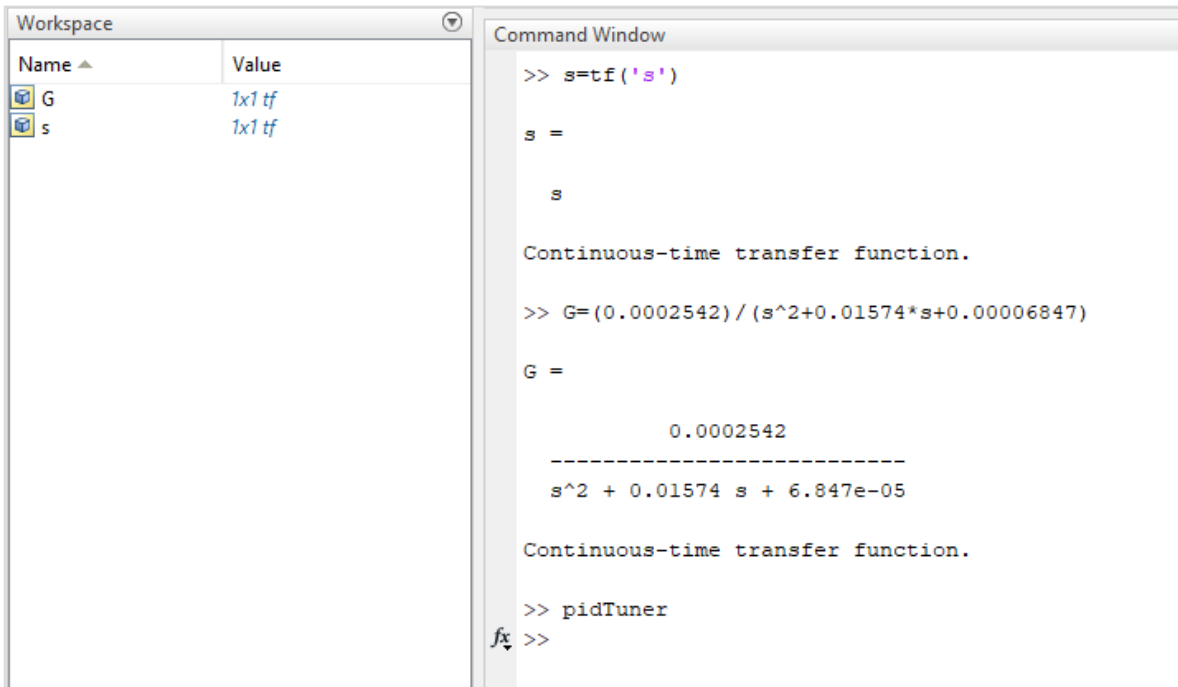 Workspace
Name Value
G 1x1 tf
s 1x1 tf
Command Window
>> s=tf('s')
s =
s
Continuous-time transfer function.
>> G=(0.0002542)/(s^2+0.01574*s+0.00006847)
G =
0.0002542
---------------------------
s^2 + 0.01574 s + 6.847e-05
Continuous-time transfer function.
>> pidTuner
fx >>